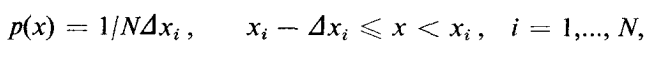 p(x) = 1/NΔx_i , x_i − Δx_i ⩽ x < x_i , i = 1,..., N,